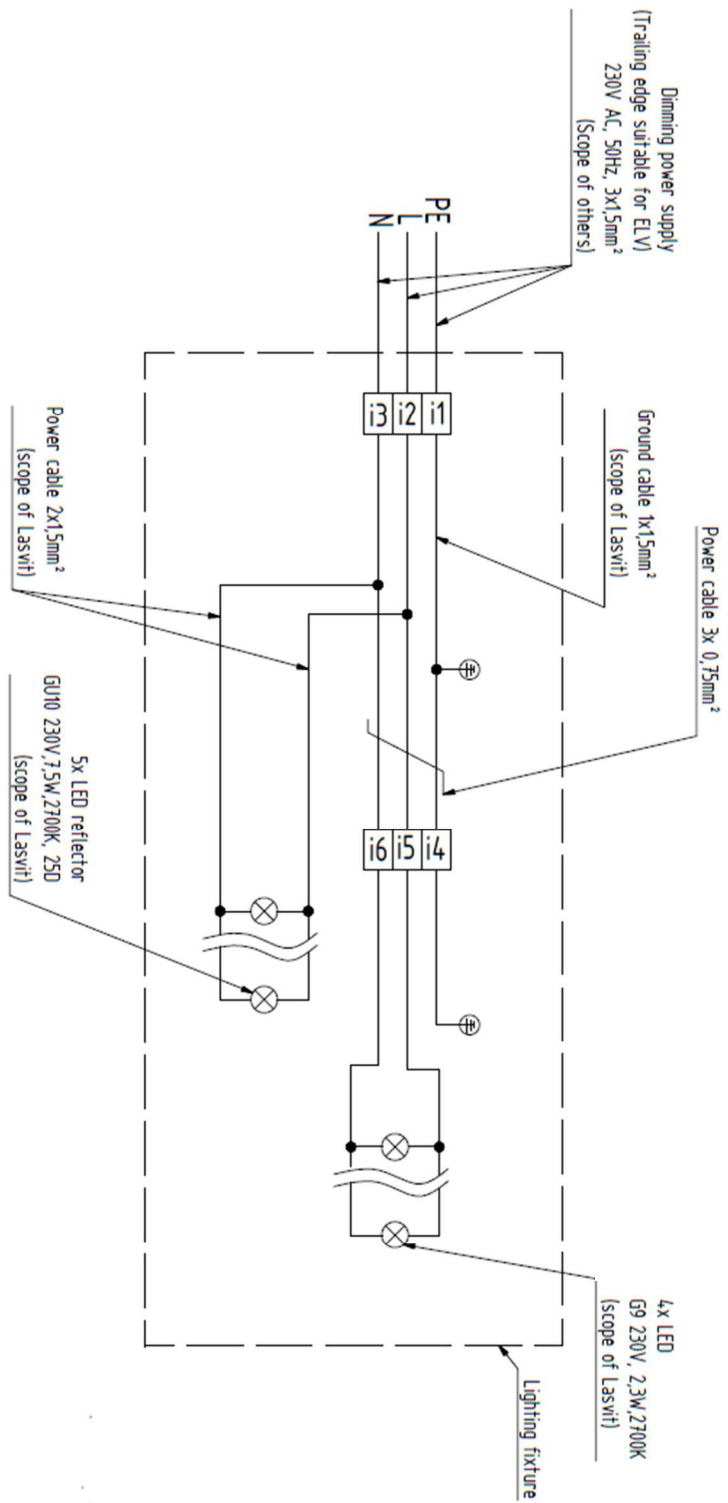 Dimming power supply
(Trailing edge suitable for ELV)
230V AC, 50Hz, 3x1,5mm²
(Scope of others)
PE
L
N
Ground cable 1x1,5mm²
(scope of Lasvit)
Power cable 3x 0,75mm²
i1
i2
i3
Power cable 2x1,5mm²
(scope of Lasvit)
i4
i5
i6
5x LED reflector
GU10 230V,7,5W,2700K, 25D
(scope of Lasvit)
4x LED
G9 230V, 2,3W,2700K
(scope of Lasvit)
Lighting fixture